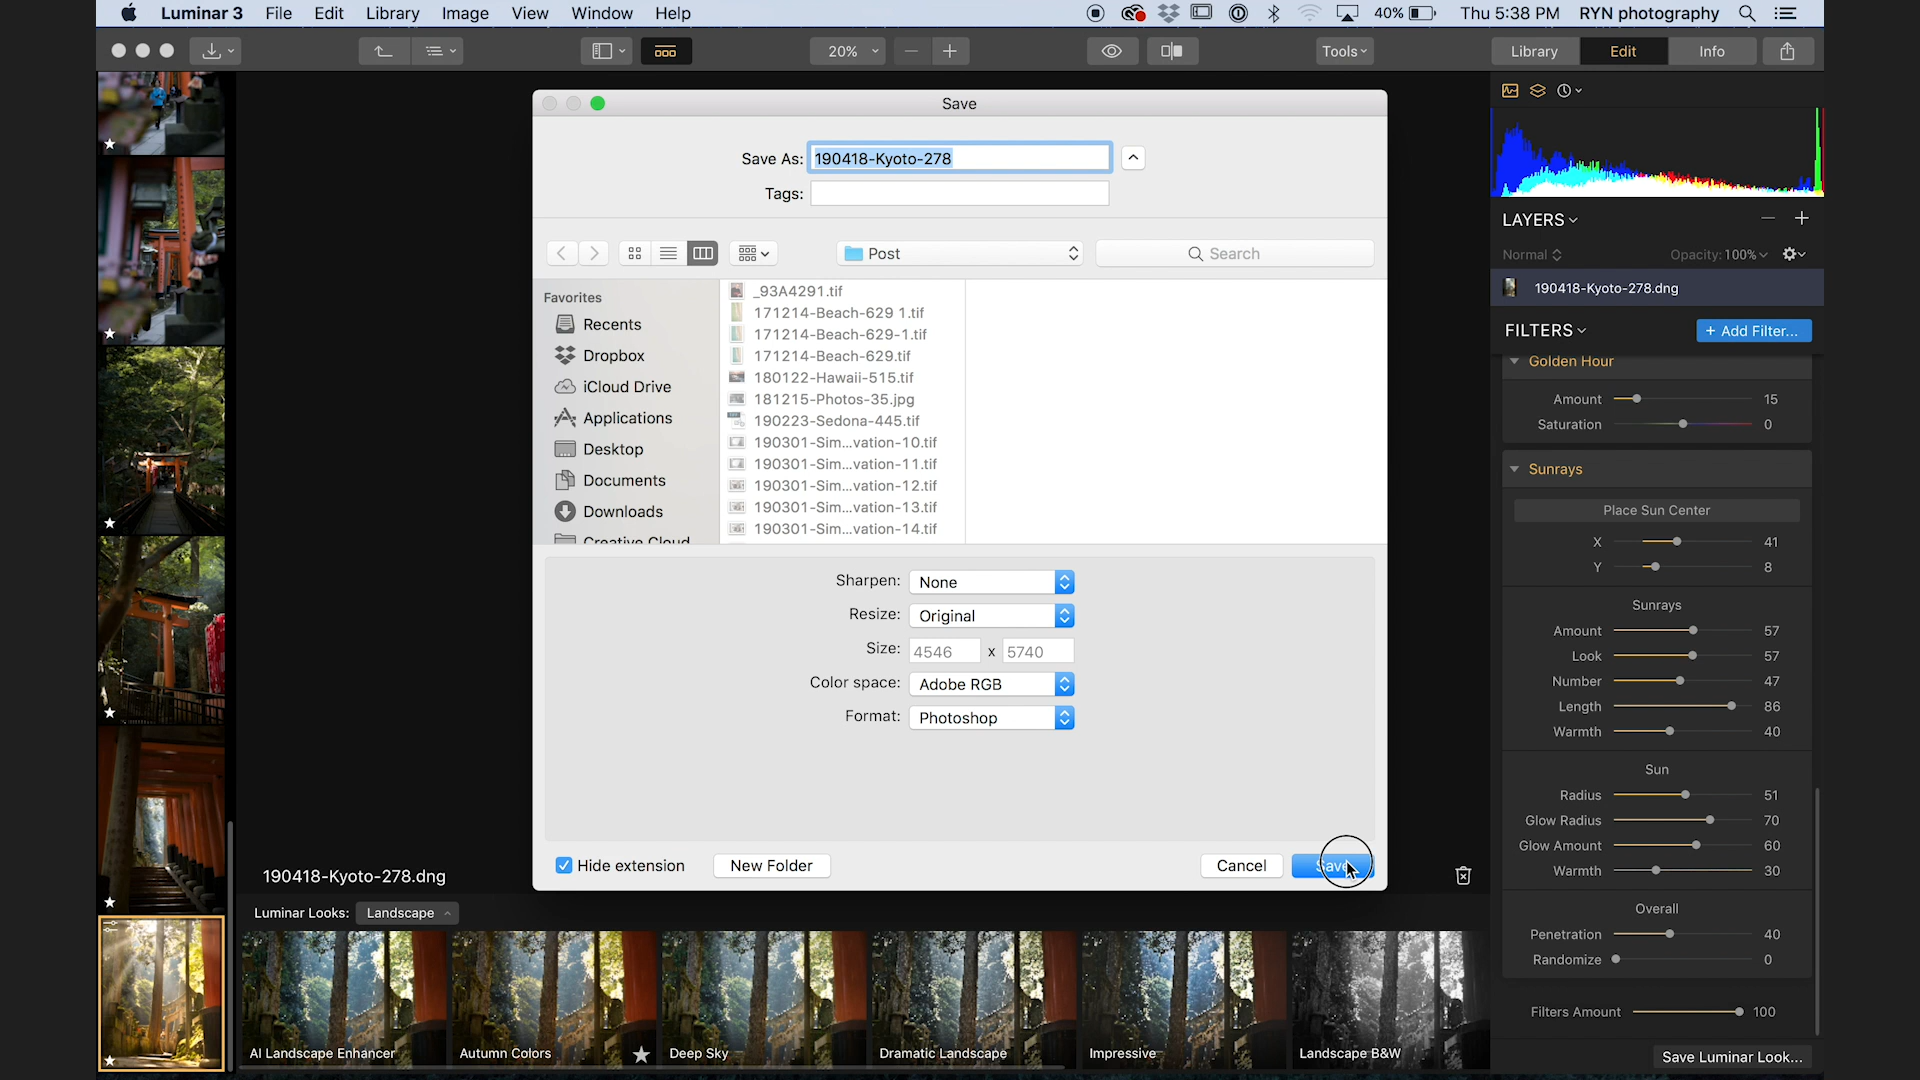 Luminar 3 File Edit Library Image View Window Help 40% Thu 5:38 PM RYN photography
20% Tools Library Edit Info
Save
Save As: 190418-Kyoto-278
Tags:
Post Search
Favorites
Recents
Dropbox
iCloud Drive
Applications
Desktop
Documents
Downloads
Creative Cloud
_93A4291.tif
171214-Beach-629 1.tif
171214-Beach-629-1.tif
171214-Beach-629.tif
180122-Hawaii-515.tif
181215-Photos-35.jpg
190223-Sedona-445.tif
190301-Sim...vation-10.tif
190301-Sim...vation-11.tif
190301-Sim...vation-12.tif
190301-Sim...vation-13.tif
190301-Sim...vation-14.tif
Sharpen: None
Resize: Original
Size: 4546 x 5740
Color space: Adobe RGB
Format: Photoshop
Hide extension New Folder Cancel Save
190418-Kyoto-278.dng
Luminar Looks: Landscape
AI Landscape Enhancer Autumn Colors Deep Sky Dramatic Landscape Impressive Landscape B&W
LAYERS
Normal Opacity: 100%
190418-Kyoto-278.dng
FILTERS + Add Filter...
Golden Hour
Amount 15
Saturation 0
Sunrays
Place Sun Center
X 41
Y 8
Sunrays
Amount 57
Look 57
Number 47
Length 86
Warmth 40
Sun
Radius 51
Glow Radius 70
Glow Amount 60
Warmth 30
Overall
Penetration 40
Randomize 0
Filters Amount 100
Save Luminar Look...